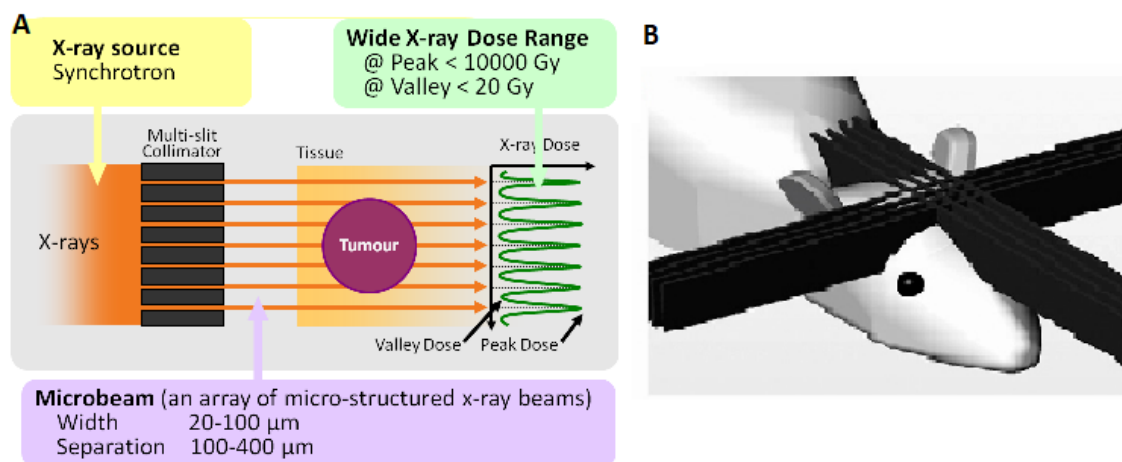 A
X-ray source
Synchrotron
Wide X-ray Dose Range
@ Peak < 10000 Gy
@ Valley < 20 Gy
B
Multi-slit
Collimator
Tissue
X-ray Dose
X-rays
Tumour
Valley Dose
Peak Dose
Microbeam (an array of micro-structured x-ray beams)
Width 20-100 µm
Separation 100-400 µm